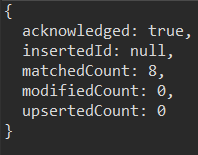 {
  acknowledged: true,
  insertedId: null,
  matchedCount: 8,
  modifiedCount: 0,
  upsertedCount: 0
}